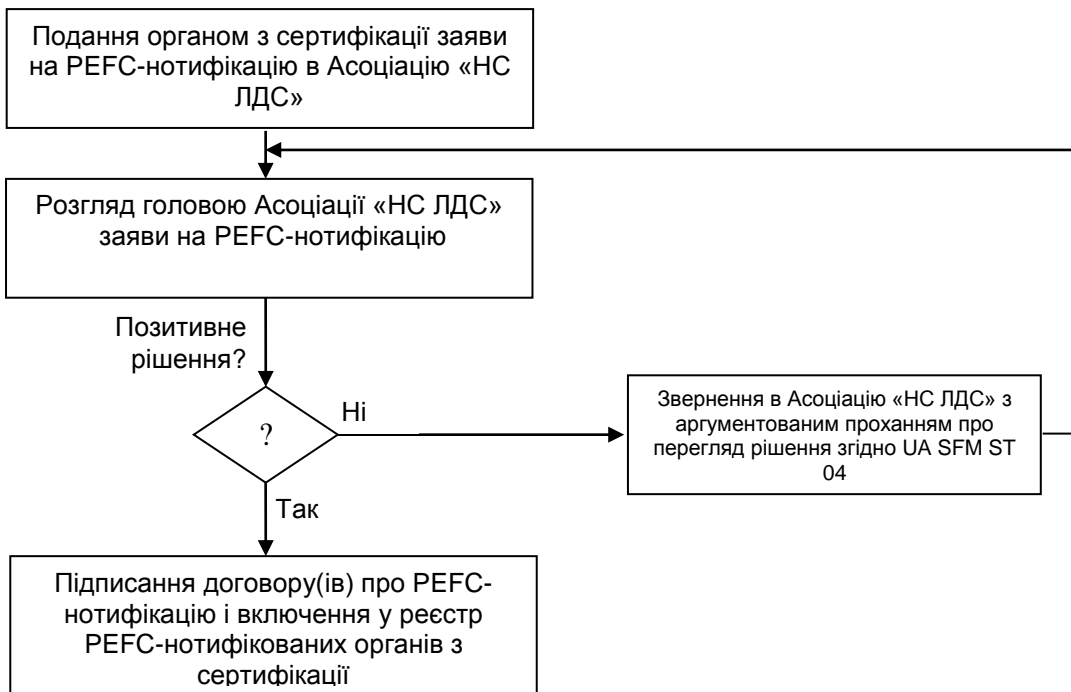 Подання органом з сертифікації заяви
на PEFC-нотифікацію в Асоціацію «НС
ЛДС»
Розгляд головою Асоціації «НС ЛДС»
заяви на PEFC-нотифікацію
Позитивне
рішення?
?
Ні
Звернення в Асоціацію «НС ЛДС» з
аргументованим проханням про
перегляд рішення згідно UA SFM ST
04
Так
Підписання договору(ів) про PEFC-
нотифікацію і включення у реєстр
PEFC-нотифікованих органів з
сертифікації